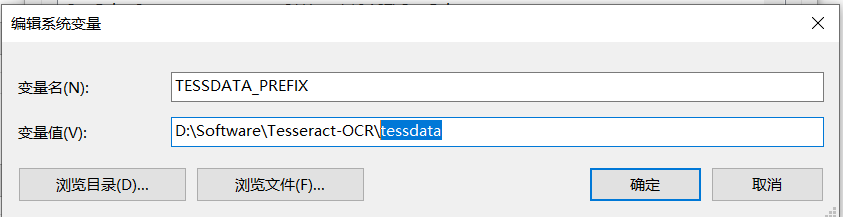 编辑系统变量
变量名(N):
TESSDATA_PREFIX
变量值(V):
D:\Software\Tesseract-OCR\tessdata
浏览目录(D)...
浏览文件(F)...
确定
取消